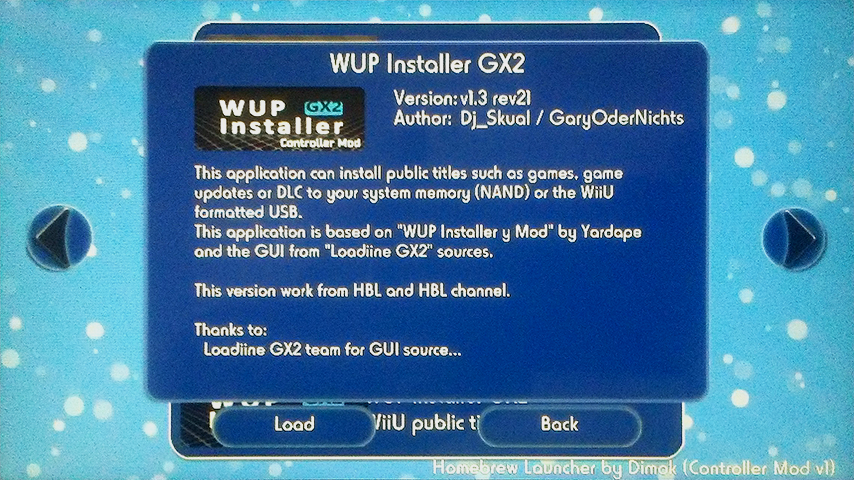 WUP Installer GX2
WUP GX2
Installer
Controller Mod
Version: v1.3 rev21
Author: Dj_Skual / GaryOderNichts
This application can install public titles such as games, game
updates or DLC to your system memory (NAND) or the WiiU
formatted USB.
This application is based on "WUP Installer y Mod" by Yardape
and the GUI from "Loadiine GX2" sources.
This version work from HBL and HBL channel.
Thanks to:
Loadiine GX2 team for GUI source...
WiiU public
Load
Back
Homebrew Launcher by Dimok (Controller Mod v1)